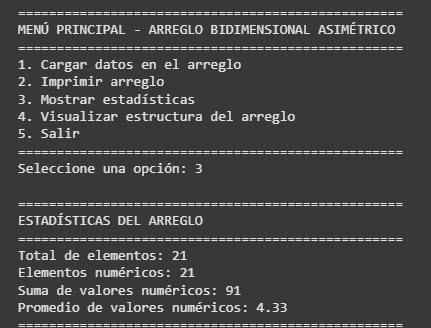 =================================================
MENÚ PRINCIPAL - ARREGLO BIDIMENSIONAL ASIMÉTRICO
=================================================
1. Cargar datos en el arreglo
2. Imprimir arreglo
3. Mostrar estadísticas
4. Visualizar estructura del arreglo
5. Salir
=================================================
Seleccione una opción: 3

=================================================
ESTADÍSTICAS DEL ARREGLO
=================================================
Total de elementos: 21
Elementos numéricos: 21
Suma de valores numéricos: 91
Promedio de valores numéricos: 4.33
=================================================